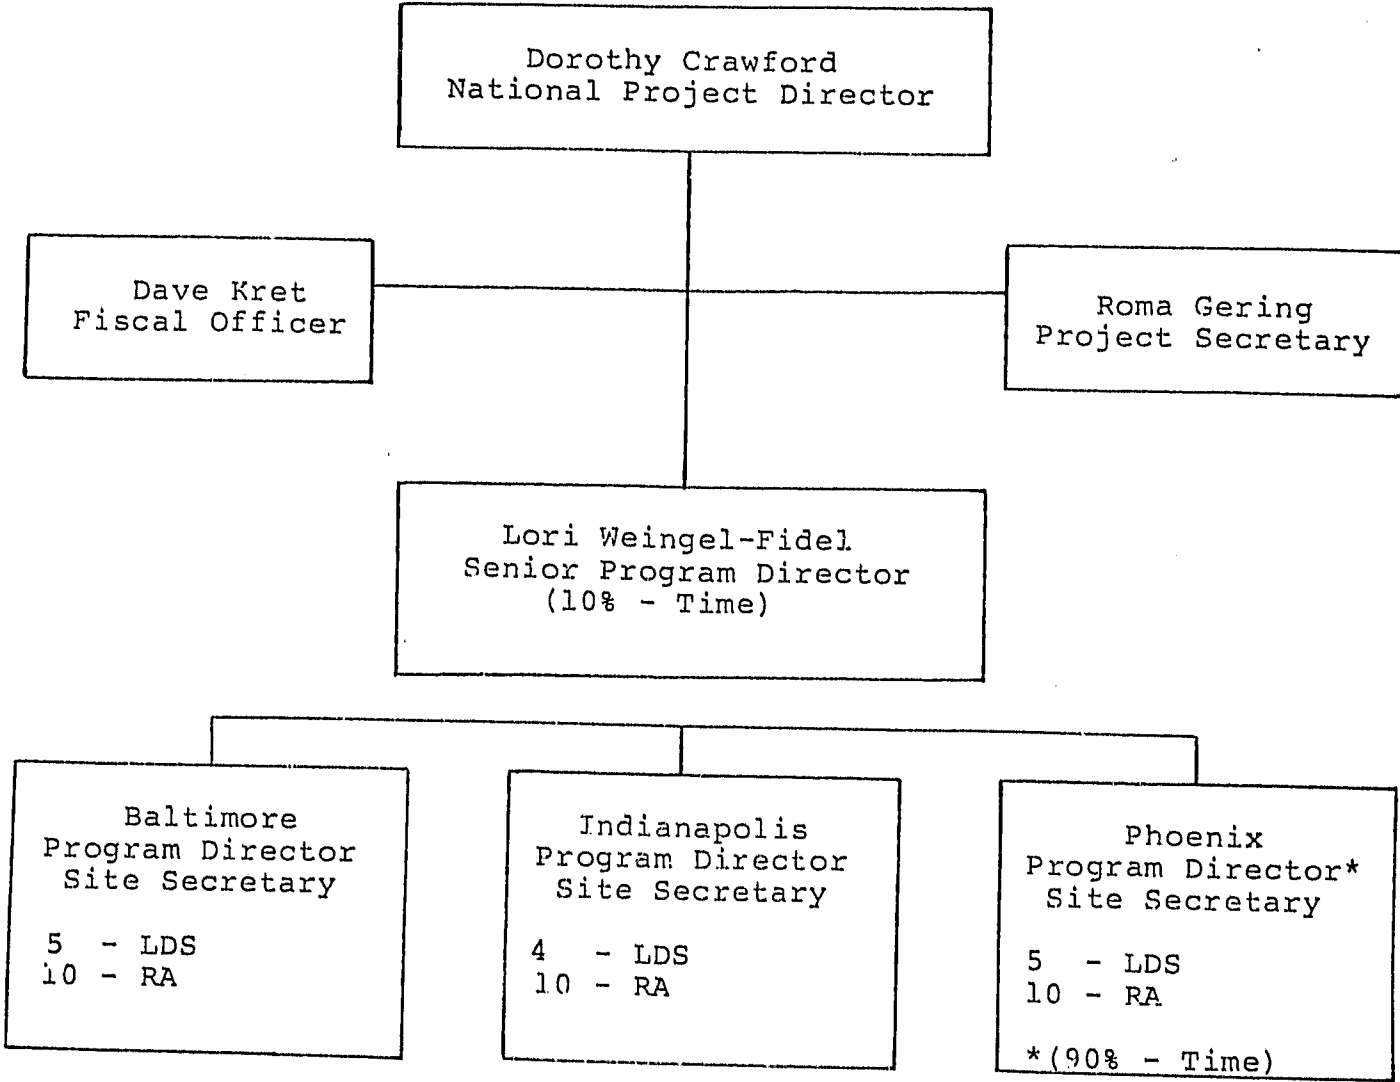 Dorothy Crawford
National Project Director
Dave Kret
Fiscal Officer
Roma Gering
Project Secretary
Lori Weingel-Fidel
Senior Program Director
(10% - Time)
Baltimore
Program Director
Site Secretary
5 - LDS
10 - RA
Indianapolis
Program Director
Site Secretary
4 - LDS
10 - RA
Phoenix
Program Director*
Site Secretary
5 - LDS
10 - RA
*(90% - Time)